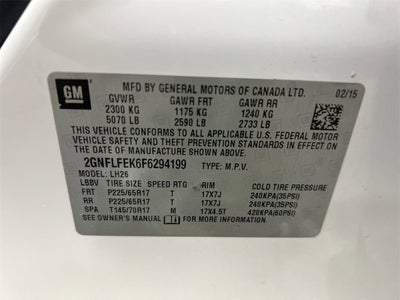 GM
MFD BY GENERAL MOTORS OF CANADA LTD. 02/15
GVWR GAWR FRT GAWR RR
2300 KG 1175 KG 1240 KG
5070 LB 2590 LB 2733 LB
THIS VEHICLE CONFORMS TO ALL APPLICABLE U.S. FEDERAL MOTOR
VEHICLE SAFETY AND THEFT PREVENTION STANDARDS IN EFFECT
ON THE DATE OF MANUFACTURE SHOWN ABOVE.
2GNFLFEK6F6294199 TYPE: M.P.V.
MODEL: LH26
LBBV TIRE SIZE SPEED RTG RIM COLD TIRE PRESSURE
FRT P225/65R17 T 17X7J 240KPA(35PSI)
RR P225/65R17 T 17X7J 240KPA(35PSI)
SPA T145/70R17 M 17X4.5T 420KPA(60PSI)
SEE OWNER'S MANUAL FOR MORE INFORMATION.